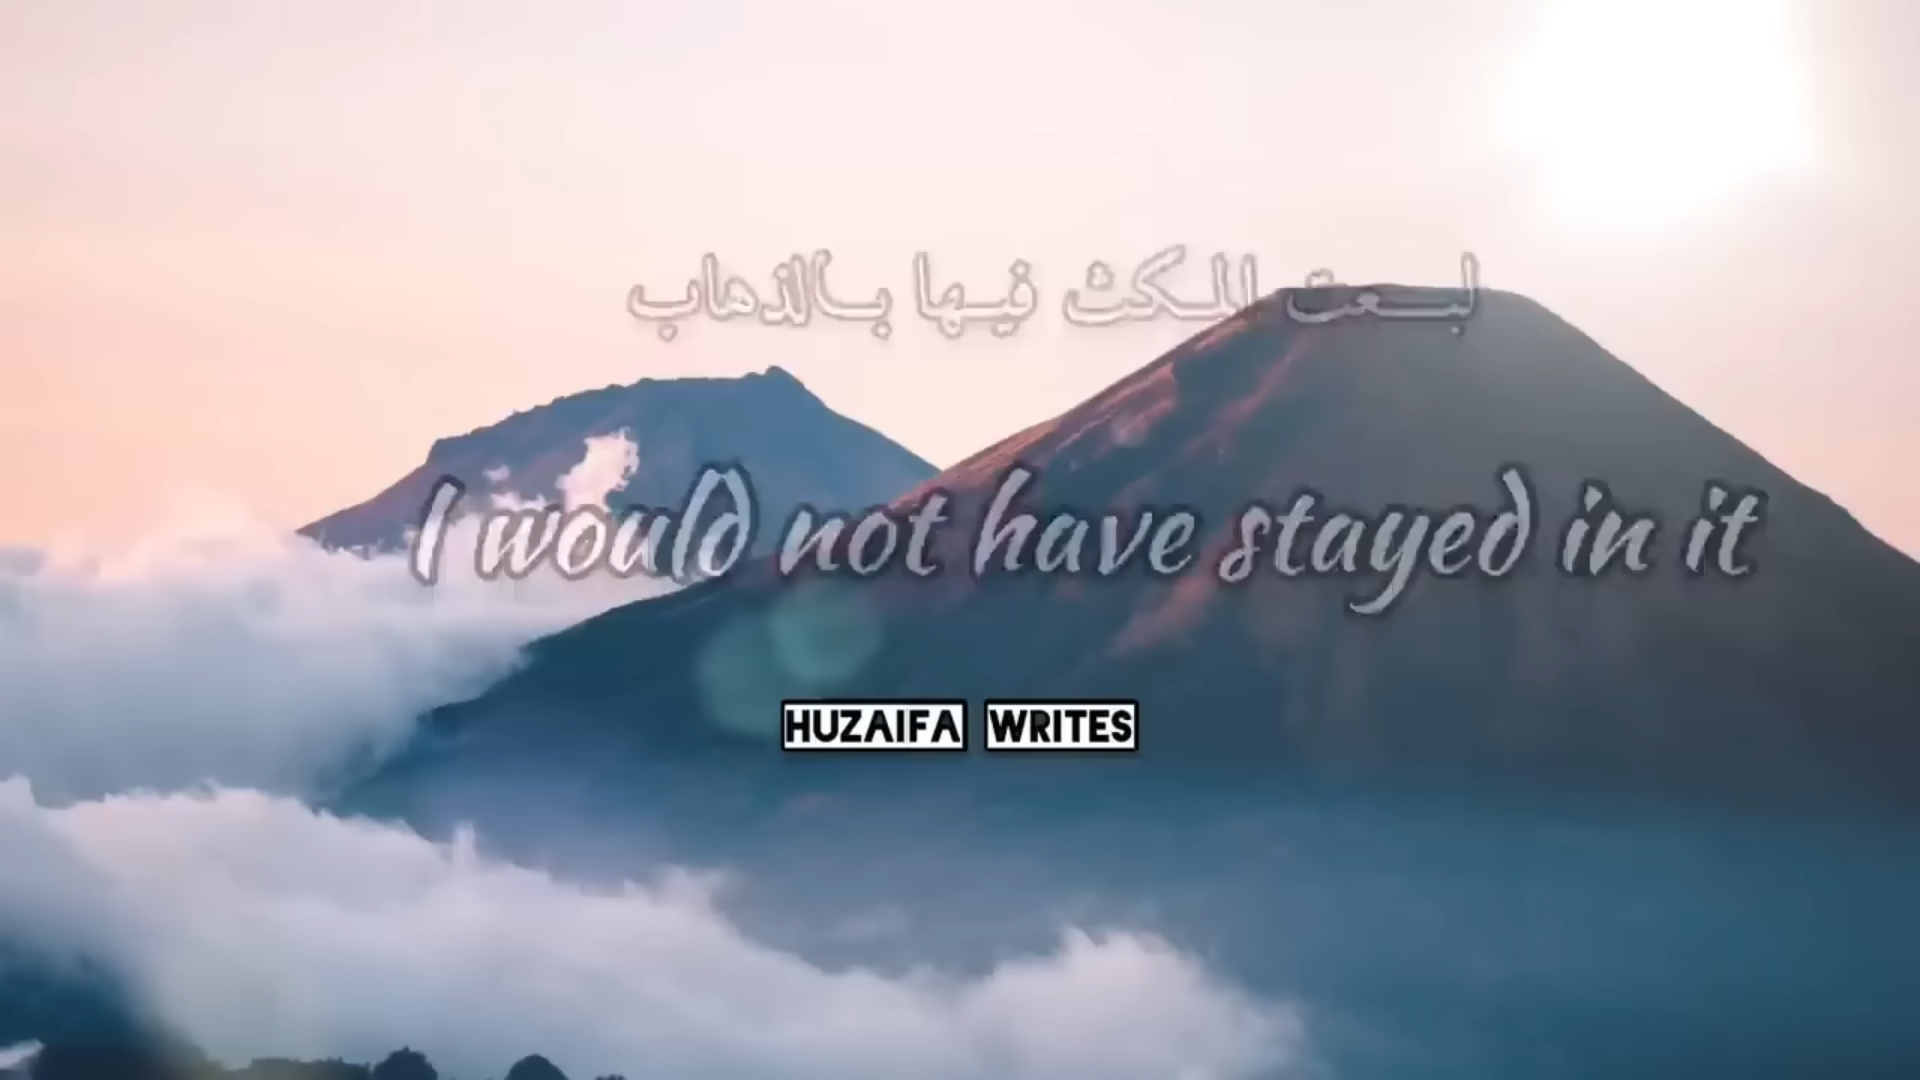 لبعت المكث فيها بالذهاب
I would not have stayed in it
HUZAIFA WRITES